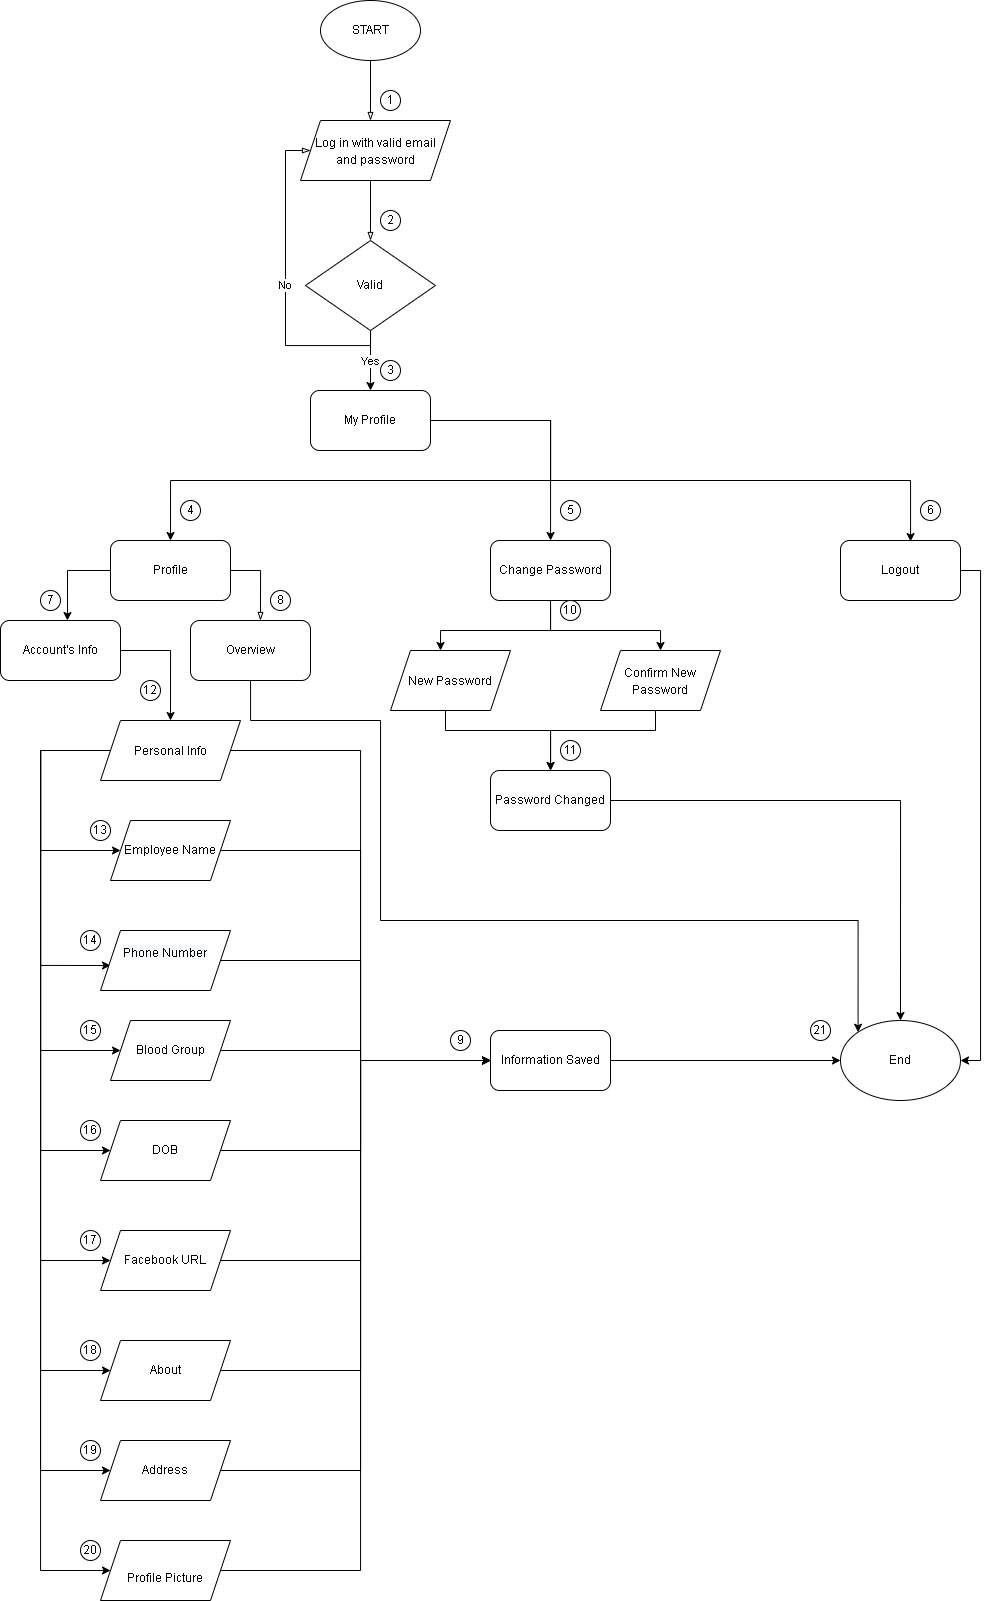 START
1
Log in with valid email
and password
2
Valid
No
Yes
3
My Profile
4
5
6
Profile
Change Password
Logout
7
8
10
Account's Info
Overview
New Password
Confirm New
Password
12
Personal Info
11
Password Changed
13
Employee Name
14
Phone Number
15
Blood Group
9
Information Saved
21
End
16
DOB
17
Facebook URL
18
About
19
Address
20
Profile Picture